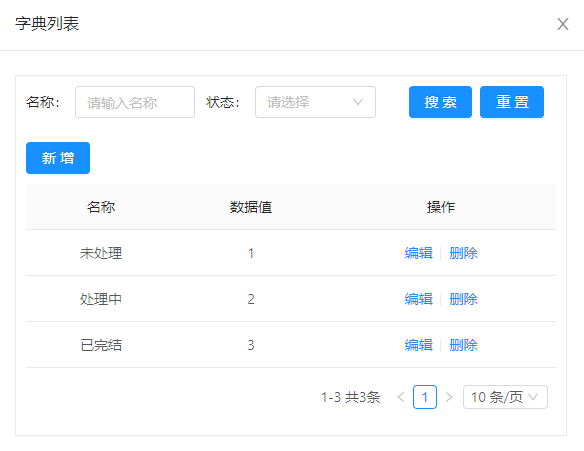 字典列表
名称： 请输入名称 状态： 请选择 搜 索 重 置
新 增
名称 数据值 操作
未处理 1 编辑 删除
处理中 2 编辑 删除
已完结 3 编辑 删除
1-3 共3条 1 10 条/页